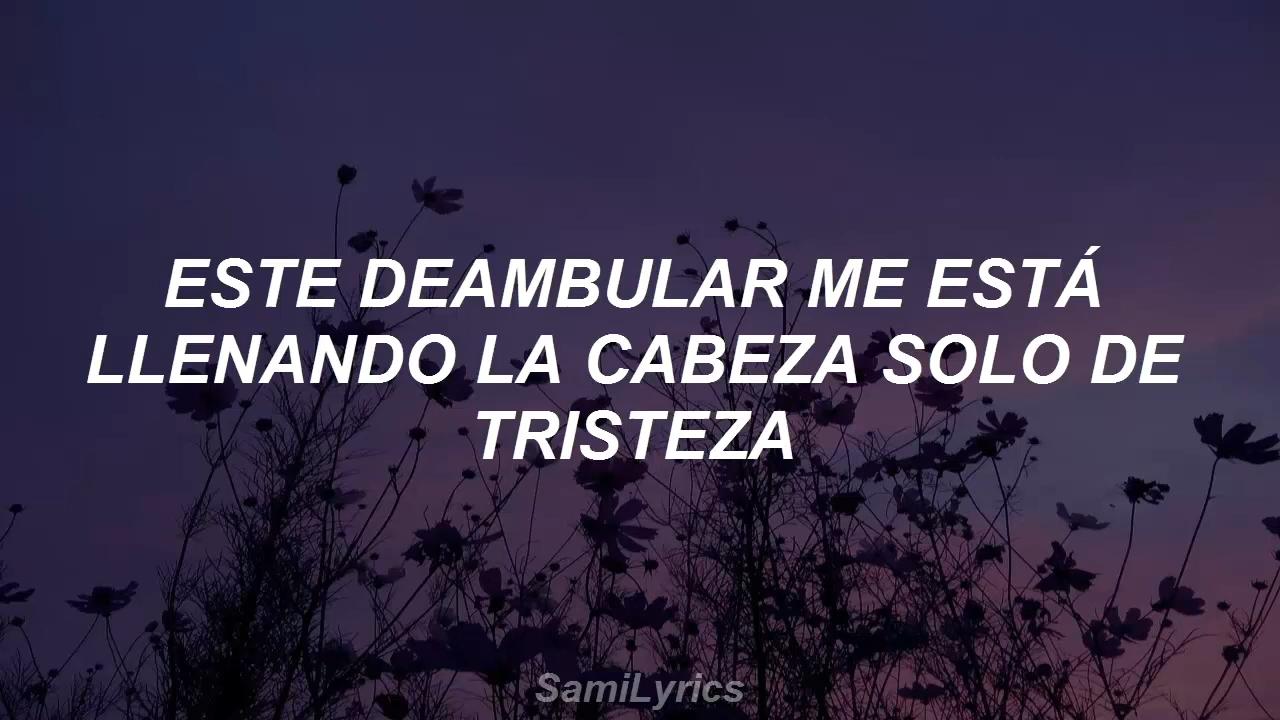 ESTE DEAMBULAR ME ESTÁ
LLENANDO LA CABEZA SOLO DE
TRISTEZA
SamiLyrics